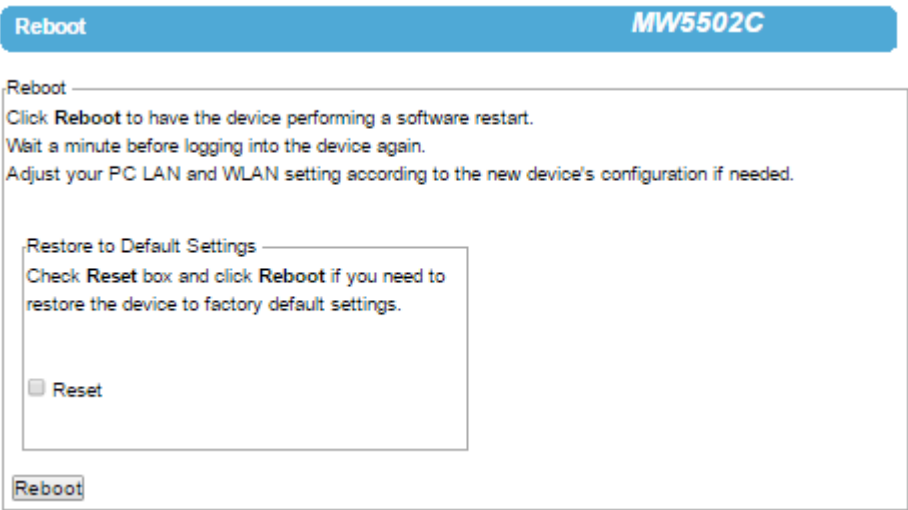 Reboot MW5502C
Reboot
Click Reboot to have the device performing a software restart.
Wait a minute before logging into the device again.
Adjust your PC LAN and WLAN setting according to the new device's configuration if needed.
Restore to Default Settings
Check Reset box and click Reboot if you need to
restore the device to factory default settings.
Reset
Reboot